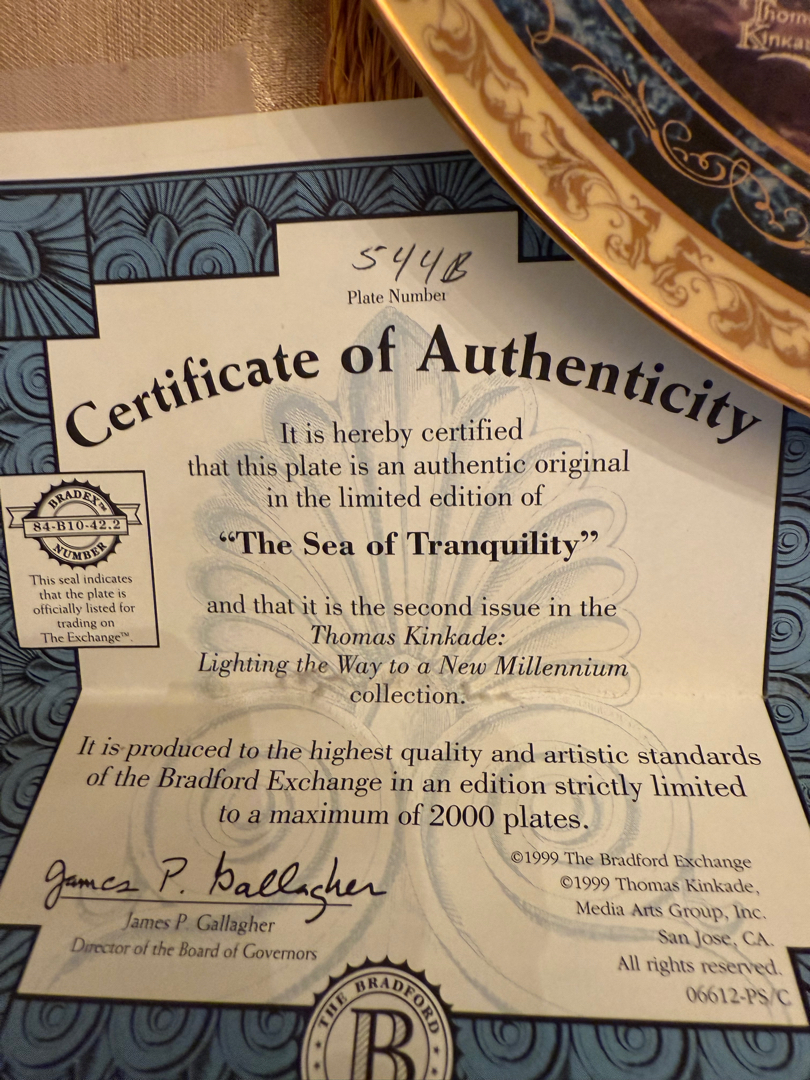 Thomas
Kinka
544B
Plate Number
Certificate of Authenticity
It is hereby certified
that this plate is an authentic original
in the limited edition of
“The Sea of Tranquility”
and that it is the second issue in the
Thomas Kinkade:
Lighting the Way to a New Millennium
collection.
BRADEX™
84-B10-42.2
NUMBER
This seal indicates
that the plate is
officially listed for
trading on
The Exchange™.
It is produced to the highest quality and artistic standards
of the Bradford Exchange in an edition strictly limited
to a maximum of 2000 plates.
James P. Gallagher
James P. Gallagher
Director of the Board of Governors
©1999 The Bradford Exchange
©1999 Thomas Kinkade,
Media Arts Group, Inc.
San Jose, CA.
All rights reserved.
06612-PS/C
THE BRADFORD
B